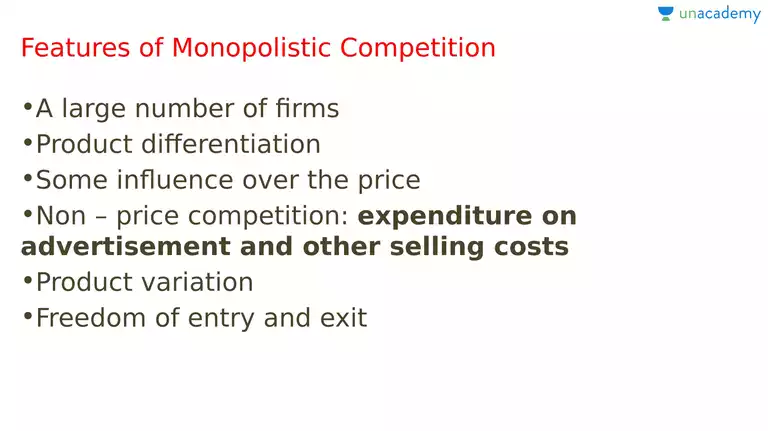 unacademy
Features of Monopolistic Competition
•A large number of firms
•Product differentiation
•Some influence over the price
•Non – price competition: expenditure on
advertisement and other selling costs
•Product variation
•Freedom of entry and exit